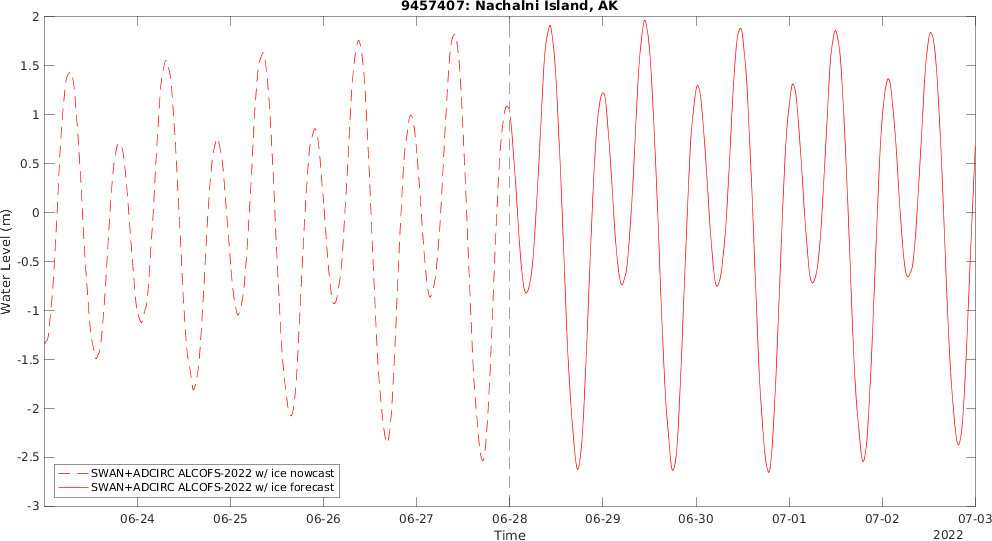 9457407: Nachalni Island, AK
2
1.5
1
0.5
0
-0.5
-1
-1.5
-2
-2.5
-3
Water Level (m)
SWAN+ADCIRC ALCOFS-2022 w/ ice nowcast
SWAN+ADCIRC ALCOFS-2022 w/ ice forecast
06-24 06-25 06-26 06-27 06-28 06-29 06-30 07-01 07-02 07-03
Time
2022